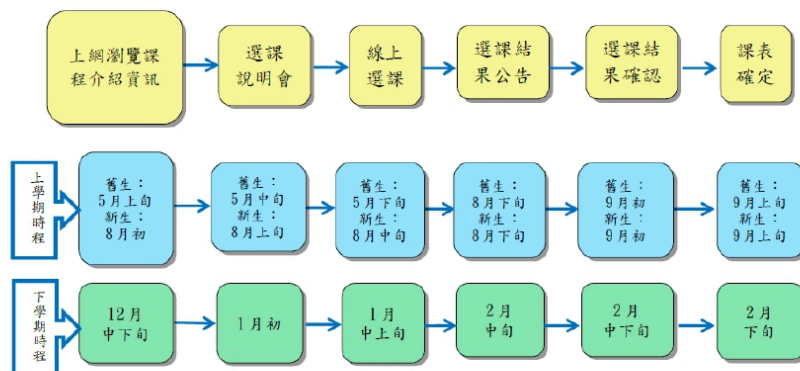 上網瀏覽課
程介紹資訊
選課
說明會
線上
選課
選課結
果公告
選課結
果確認
課表
確定
上學期時程
舊生：
5月上旬
新生：
8月初
舊生：
5月中旬
新生：
8月上旬
舊生：
5月下旬
新生：
8月中旬
舊生：
8月下旬
新生：
8月下旬
舊生：
9月初
新生：
9月初
舊生：
9月上旬
新生：
9月上旬
下學期時程
12月
中下旬
1月初
1月
中上旬
2月
中旬
2月
中下旬
2月
下旬